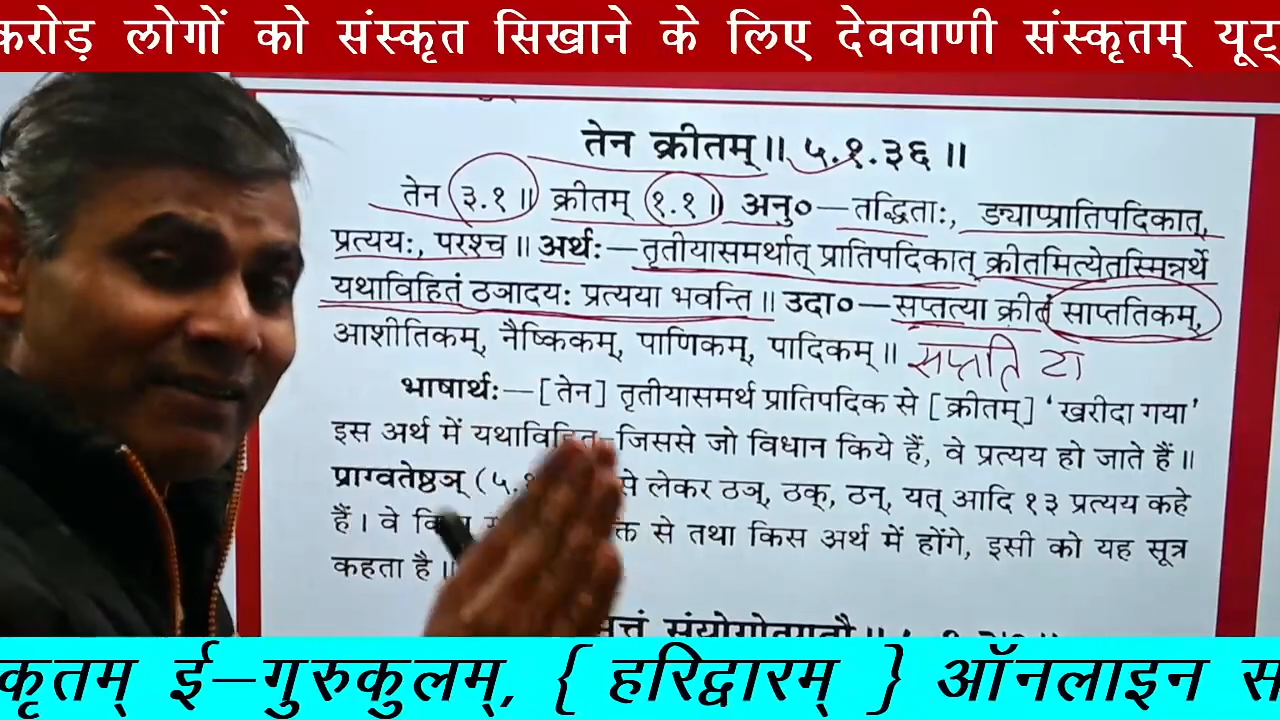 करोड़ लोगों को संस्कृत सिखाने के लिए देववाणी संस्कृतम्
तेन क्रीतम्॥ ५.१.३६॥
तेन ३.१॥ क्रीतम् १.१॥ अनु०—तद्धिताः, ङ्याप्प्रातिपदिकात्,
प्रत्ययः, परश्च॥ अर्थः—तृतीयासमर्थात् प्रातिपदिकात् क्रीतमित्येतस्मिन्नर्थे
यथाविहितं ठञादयः प्रत्यया भवन्ति॥ उदा०—सप्तत्या क्रीतं साप्ततिकम्,
आशीतिकम्, नैष्किकम्, पाणिकम्, पादिकम्॥ सप्तति टा
भाषार्थः—[तेन] तृतीयासमर्थ प्रातिपदिक से [क्रीतम्] ‘खरीदा गया’
इस अर्थ में यथाविहित—जिससे जो विधान किये हैं, वे प्रत्यय हो जाते हैं॥
प्राग्वतेष्ठञ् (५. से लेकर ठञ्, ठक्, ठन्, यत् आदि १३ प्रत्यय कहे
हैं। वे से तथा किस अर्थ में होंगे, इसी को यह सूत्र
कहता है॥
कृतम् ई-गुरुकुलम्, { हरिद्वारम् } ऑनलाइन